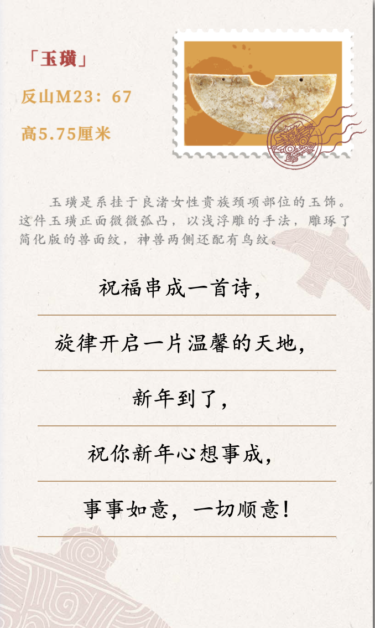 「玉璜」
反山M23：67
高5.75厘米
玉璜是系挂于良渚女性贵族颈项部位的玉饰。
这件玉璜正面微微弧凸，以浅浮雕的手法，雕琢了
简化版的兽面纹，神兽两侧还配有鸟纹。
祝福串成一首诗，
旋律开启一片温馨的天地，
新年到了，
祝你新年心想事成，
事事如意，一切顺意！